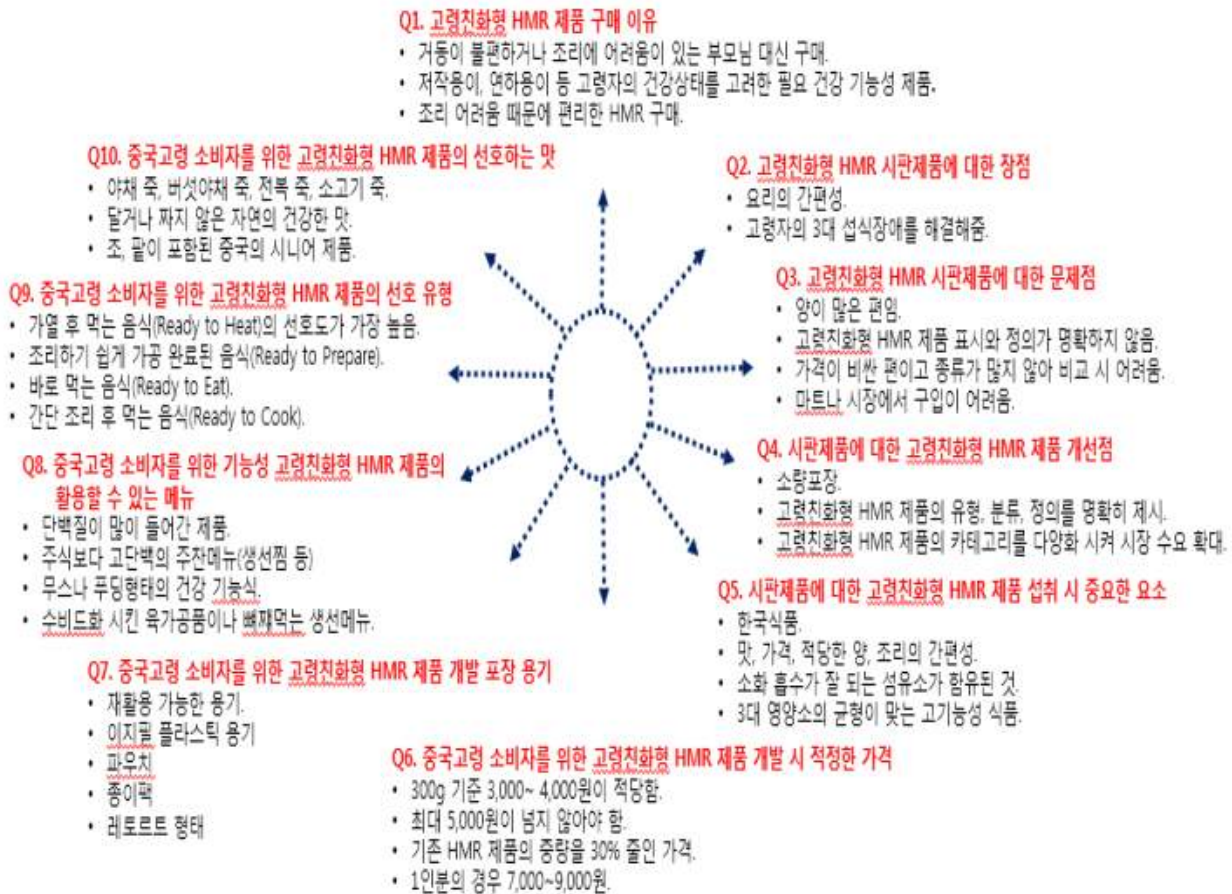 Q1. 고령친화형 HMR 제품 구매 이유
• 거동이 불편하거나 조리에 어려움이 있는 부모님 대신 구매.
• 저작용이, 연하용이 등 고령자의 건강상태를 고려한 필요 건강 기능성 제품.
• 조리 어려움 때문에 편리한 HMR 구매.
Q2. 고령친화형 HMR 시판제품에 대한 장점
• 요리의 간편성.
• 고령자의 3대 섭식장애를 해결해줌.
Q3. 고령친화형 HMR 시판제품에 대한 문제점
• 양이 많은 편임.
• 고령친화형 HMR 제품 표시와 정의가 명확하지 않음.
• 가격이 비싼 편이고 종류가 많지 않아 비교 시 어려움.
• 마트나 시장에서 구입이 어려움.
Q4. 시판제품에 대한 고령친화형 HMR 제품 개선점
• 소량포장.
• 고령친화형 HMR 제품의 유형, 분류, 정의를 명확히 제시.
• 고령친화형 HMR 제품의 카테고리를 다양화 시켜 시장 수요 확대.
Q5. 시판제품에 대한 고령친화형 HMR 제품 섭취 시 중요한 요소
• 한국식품.
• 맛, 가격, 적당한 양, 조리의 간편성.
• 소화 흡수가 잘 되는 섬유소가 함유된 것.
• 3대 영양소의 균형이 맞는 고기능성 식품.
Q6. 중국고령 소비자를 위한 고령친화형 HMR 제품 개발 시 적정한 가격
• 300g 기준 3,000~ 4,000원이 적당함.
• 최대 5,000원이 넘지 않아야 함.
• 기존 HMR 제품의 중량을 30% 줄인 가격.
• 1인분의 경우 7,000~9,000원.
Q7. 중국고령 소비자를 위한 고령친화형 HMR 제품 개발 포장 용기
• 재활용 가능한 용기.
• 이지필 플라스틱 용기
• 파우치
• 종이팩
• 레토르트 형태
Q8. 중국고령 소비자를 위한 기능성 고령친화형 HMR 제품의
활용할 수 있는 메뉴
• 단백질이 많이 들어간 제품.
• 주식보다 고단백의 주찬메뉴(생선찜 등)
• 무스나 푸딩형태의 건강 기능식.
• 수비드화 시킨 육가공품이나 뼈째먹는 생선메뉴.
Q9. 중국고령 소비자를 위한 고령친화형 HMR 제품의 선호 유형
• 가열 후 먹는 음식(Ready to Heat)의 선호도가 가장 높음.
• 조리하기 쉽게 가공 완료된 음식(Ready to Prepare).
• 바로 먹는 음식(Ready to Eat).
• 간단 조리 후 먹는 음식(Ready to Cook).
Q10. 중국고령 소비자를 위한 고령친화형 HMR 제품의 선호하는 맛
• 야채 죽, 버섯야채 죽, 전복 죽, 소고기 죽.
• 달거나 짜지 않은 자연의 건강한 맛.
• 조, 팥이 포함된 중국의 시니어 제품.